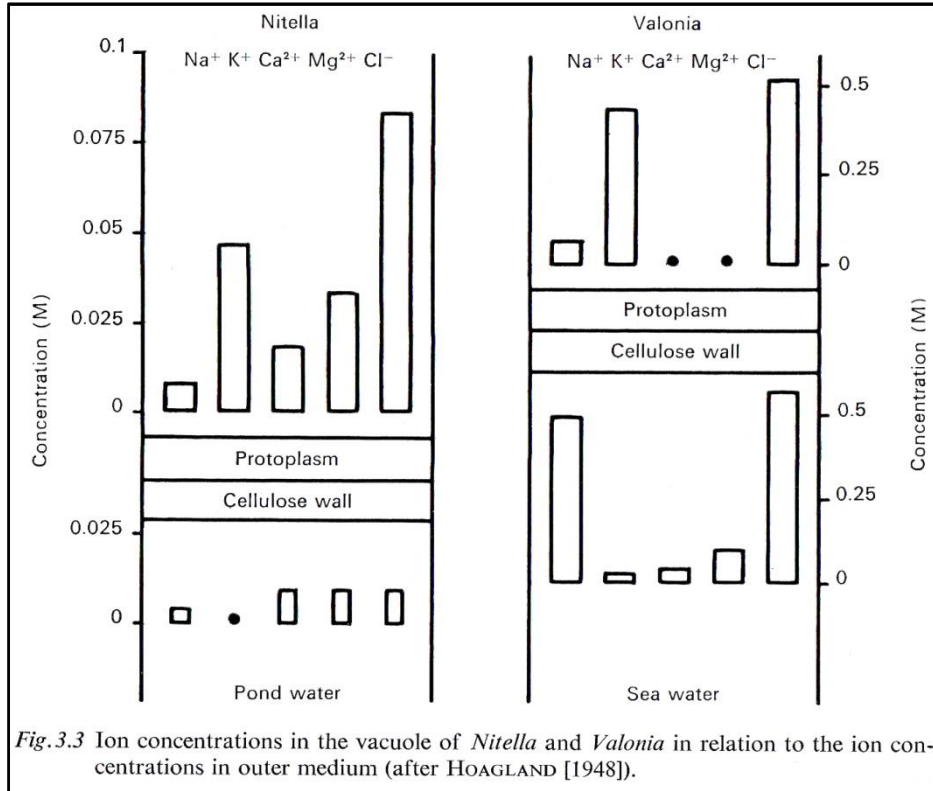 Nitella
Na⁺ K⁺ Ca²⁺ Mg²⁺ Cl⁻
0.1
0.075
0.05
0.025
0
Concentration (M)
Protoplasm
Cellulose wall
0.025
0
Pond water
Valonia
Na⁺ K⁺ Ca²⁺ Mg²⁺ Cl⁻
0.5
0.25
0
Protoplasm
Cellulose wall
Concentration (M)
0.5
0.25
0
Sea water
Fig. 3.3 Ion concentrations in the vacuole of Nitella and Valonia in relation to the ion con-
centrations in outer medium (after HOAGLAND [1948]).